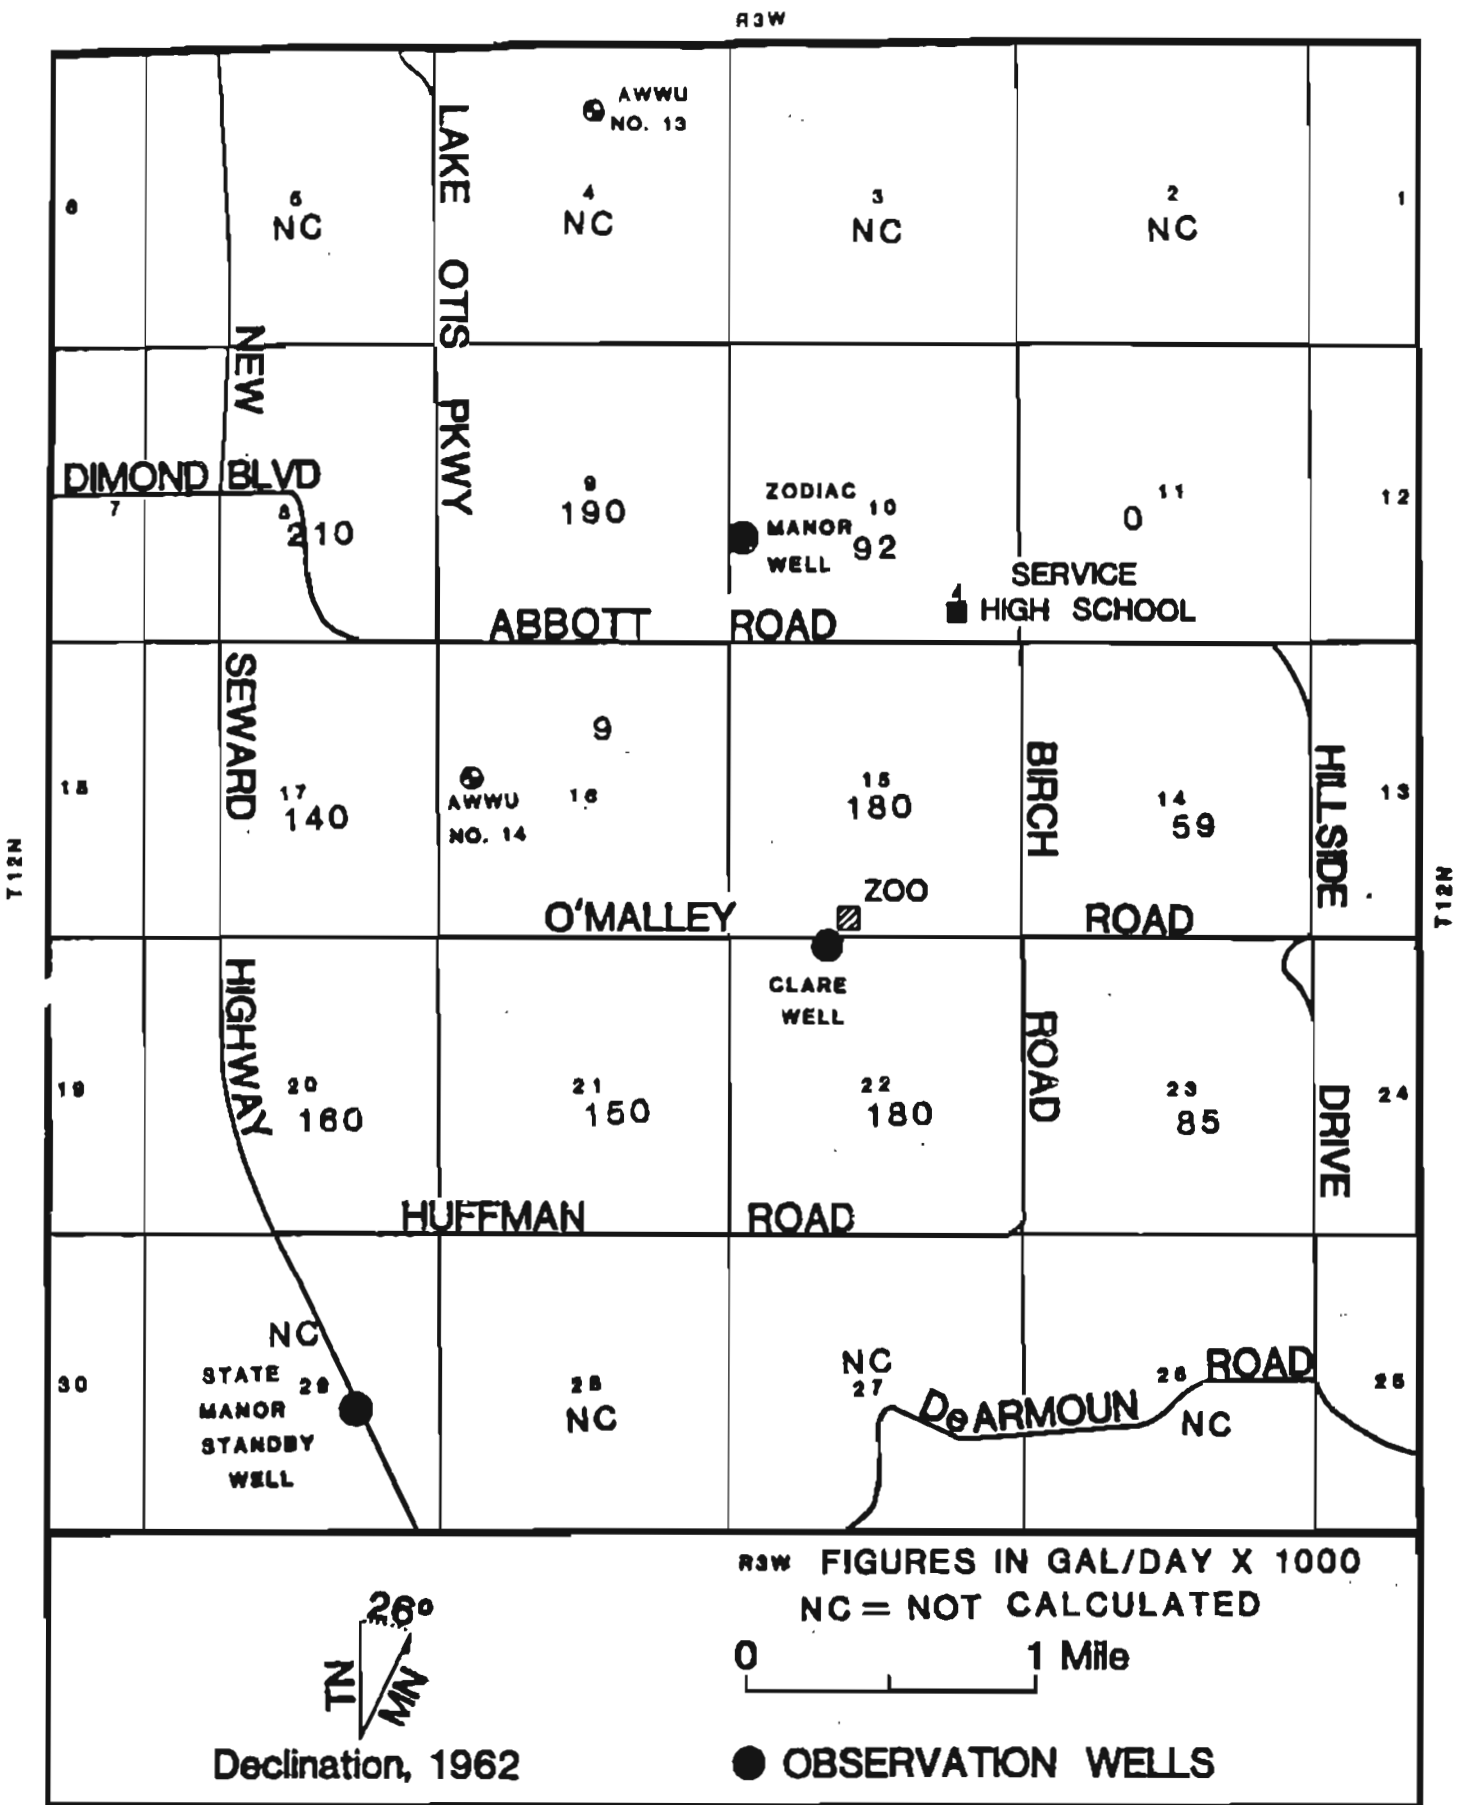 R3W
AWWU
NO. 13
LAKE OTIS PKWY
6
5
NC
4
NC
3
NC
2
NC
1
NEW SEWARD HIGHWAY
DIMOND BLVD
7
8
210
9
190
ZODIAC
MANOR
WELL
10
92
11
0
12
SERVICE
HIGH SCHOOL
ABBOTT ROAD
18
17
140
9
16
AWWU
NO. 14
15
180
BIRCH ROAD
14
59
HILLSIDE DRIVE
13
T12N
T12N
ZOO
O'MALLEY ROAD
CLARE
WELL
19
20
160
21
150
22
180
23
85
24
HUFFMAN ROAD
NC
30
STATE
MANOR
STANDBY
WELL
29
28
NC
NC
27
DeARMOUN ROAD
26
NC
25
R3W FIGURES IN GAL/DAY X 1000
NC = NOT CALCULATED
26°
TN
MN
0 1 Mile
Declination, 1962
OBSERVATION WELLS